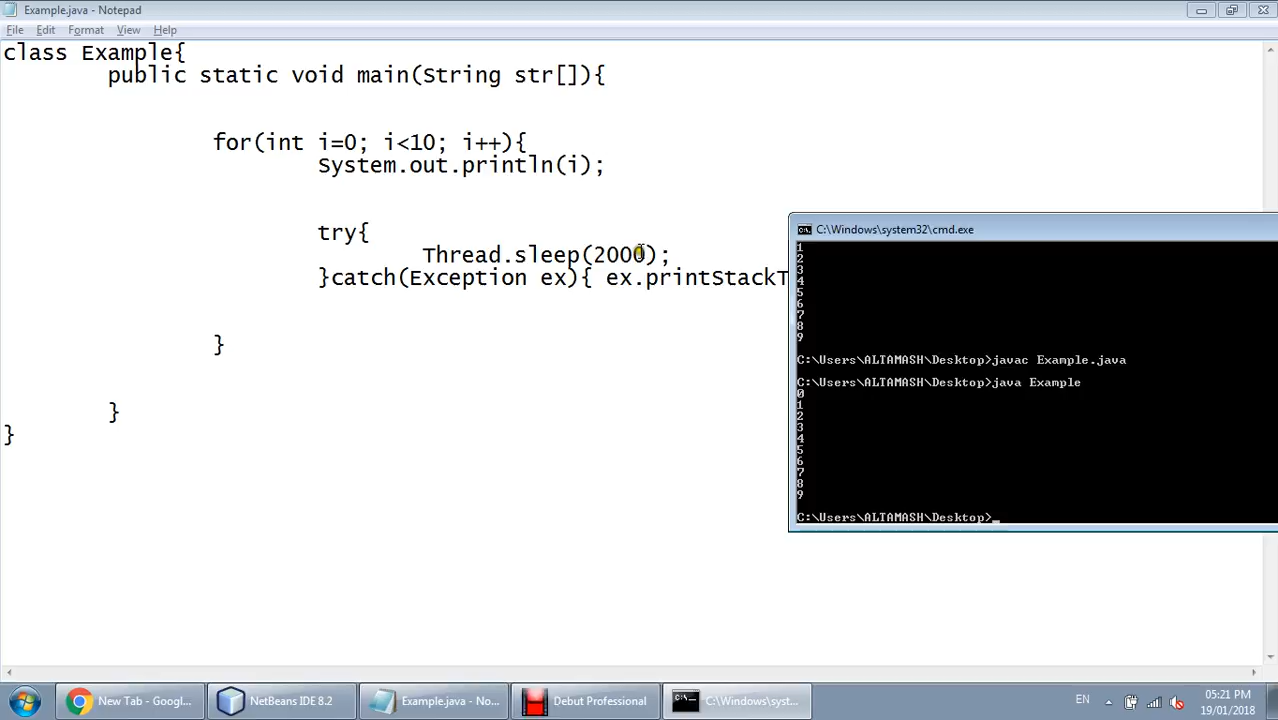 Example.java - Notepad
File Edit Format View Help
class Example{
public static void main(String str[]){
for(int i=0; i<10; i++){
System.out.println(i);
try{
Thread.sleep(2000);
}catch(Exception ex){ ex.printStackT
}
}
}
C:\Windows\system32\cmd.exe
1
2
3
4
5
6
7
8
9
C:\Users\ALTAMASH\Desktop>javac Example.java
C:\Users\ALTAMASH\Desktop>java Example
0
1
2
3
4
5
6
7
8
9
C:\Users\ALTAMASH\Desktop>_
New Tab - Googl... NetBeans IDE 8.2 Example.java - No... Debut Professional C:\Windows\syst... EN 05:21 PM
19/01/2018